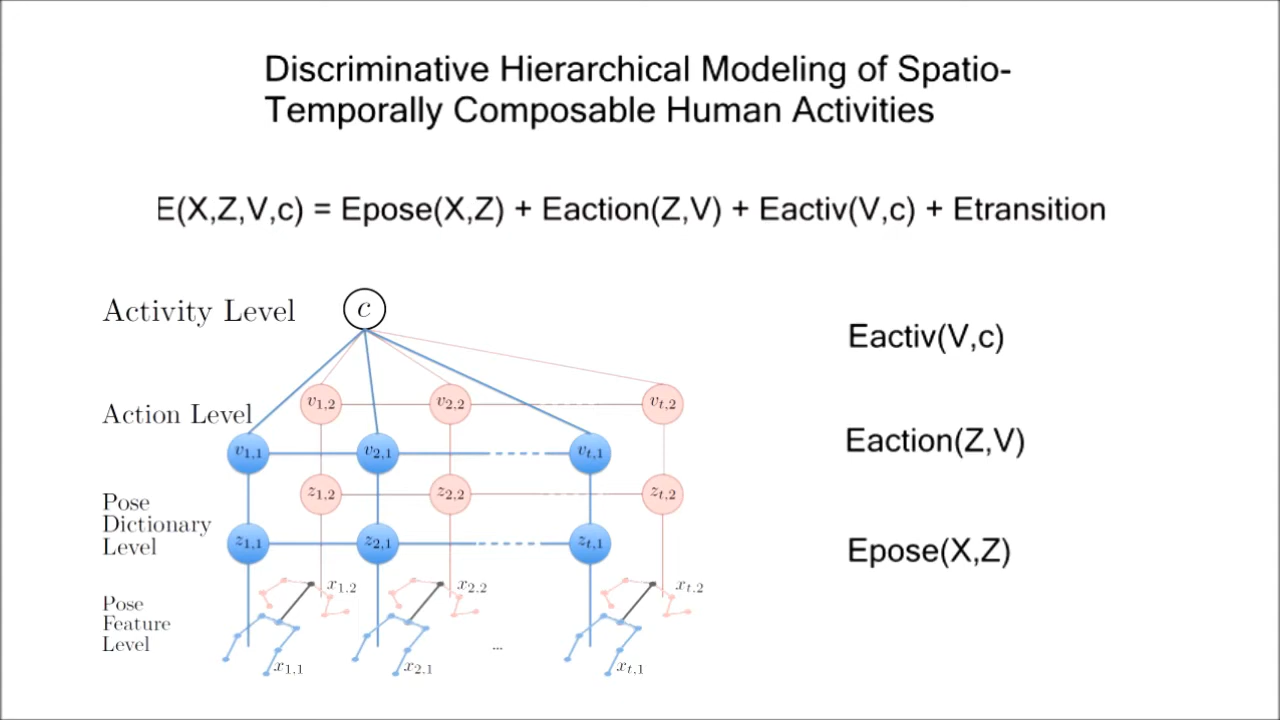 Discriminative Hierarchical Modeling of Spatio-
Temporally Composable Human Activities
E(X,Z,V,c) = Epose(X,Z) + Eaction(Z,V) + Eactiv(V,c) + Etransition
Activity Level
c
Eactiv(V,c)
v1,2
v2,2
vt,2
Action Level
Eaction(Z,V)
v1,1
v2,1
vt,1
z1,2
z2,2
zt,2
Pose
Dictionary
Level
z1,1
z2,1
zt,1
Epose(X,Z)
x1.2
x2.2
xt.2
Pose
Feature
Level
...
x1,1
x2,1
xt,1